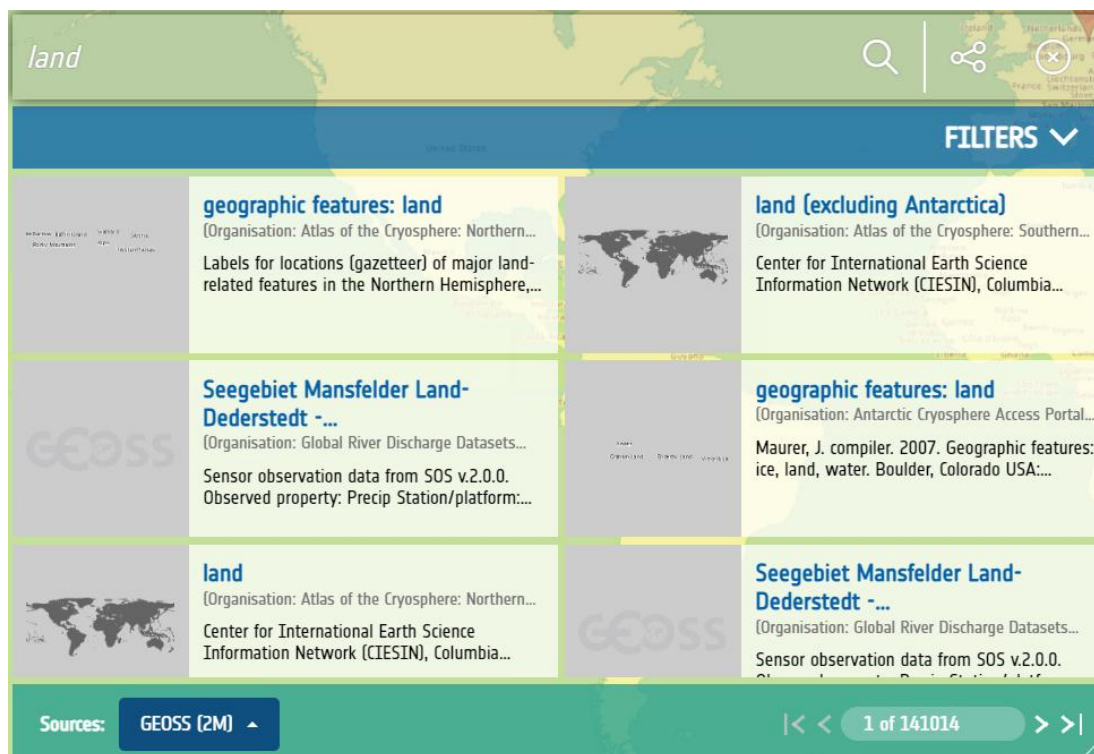 land
FILTERS
United States
geographic features: land
(Organisation: Atlas of the Cryosphere: Northern...
Labels for locations (gazetteer) of major land-
related features in the Northern Hemisphere,...
land (excluding Antarctica)
(Organisation: Atlas of the Cryosphere: Southern...
Center for International Earth Science
Information Network (CIESIN), Columbia...
GEOSS
Seegebiet Mansfelder Land-
Dederstedt -...
(Organisation: Global River Discharge Datasets...
Sensor observation data from SOS v.2.0.0.
Observed property: Precip Station/platform:...
geographic features: land
(Organisation: Antarctic Cryosphere Access Portal...
Maurer, J. compiler. 2007. Geographic features:
ice, land, water. Boulder, Colorado USA:...
land
(Organisation: Atlas of the Cryosphere: Northern...
Center for International Earth Science
Information Network (CIESIN), Columbia...
GEOSS
Seegebiet Mansfelder Land-
Dederstedt -...
(Organisation: Global River Discharge Datasets...
Sensor observation data from SOS v.2.0.0.
Sources: GEOSS (2M)
1 of 141014